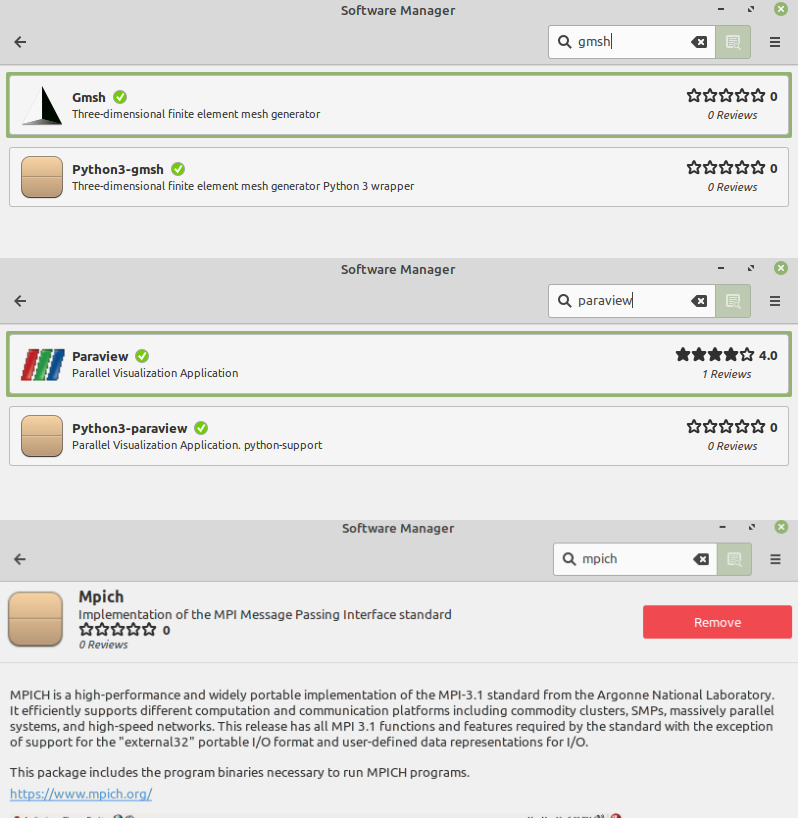 Software Manager
gmsh
Gmsh
0
Three-dimensional finite element mesh generator
0 Reviews
Python3-gmsh
0
Three-dimensional finite element mesh generator Python 3 wrapper
0 Reviews
Software Manager
paraview
Paraview
4.0
Parallel Visualization Application
1 Reviews
Python3-paraview
0
Parallel Visualization Application. python-support
0 Reviews
Software Manager
mpich
Mpich
Implementation of the MPI Message Passing Interface standard
0
0 Reviews
Remove
MPICH is a high-performance and widely portable implementation of the MPI-3.1 standard from the Argonne National Laboratory.
It efficiently supports different computation and communication platforms including commodity clusters, SMPs, massively parallel
systems, and high-speed networks. This release has all MPI 3.1 functions and features required by the standard with the exception
of support for the "external32" portable I/O format and user-defined data representations for I/O.
This package includes the program binaries necessary to run MPICH programs.
https://www.mpich.org/